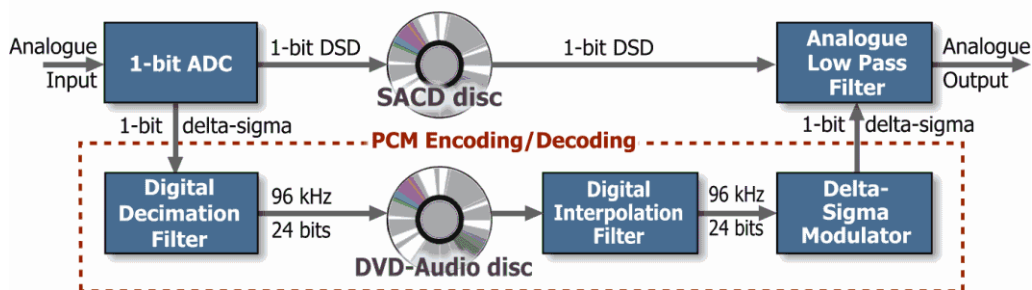 Analogue
Input
1-bit ADC
1-bit DSD
SACD disc
1-bit DSD
Analogue
Low Pass
Filter
Analogue
Output
1-bit delta-sigma
1-bit delta-sigma
PCM Encoding/Decoding
Digital
Decimation
Filter
96 kHz
24 bits
DVD-Audio disc
Digital
Interpolation
Filter
96 kHz
24 bits
Delta-
Sigma
Modulator